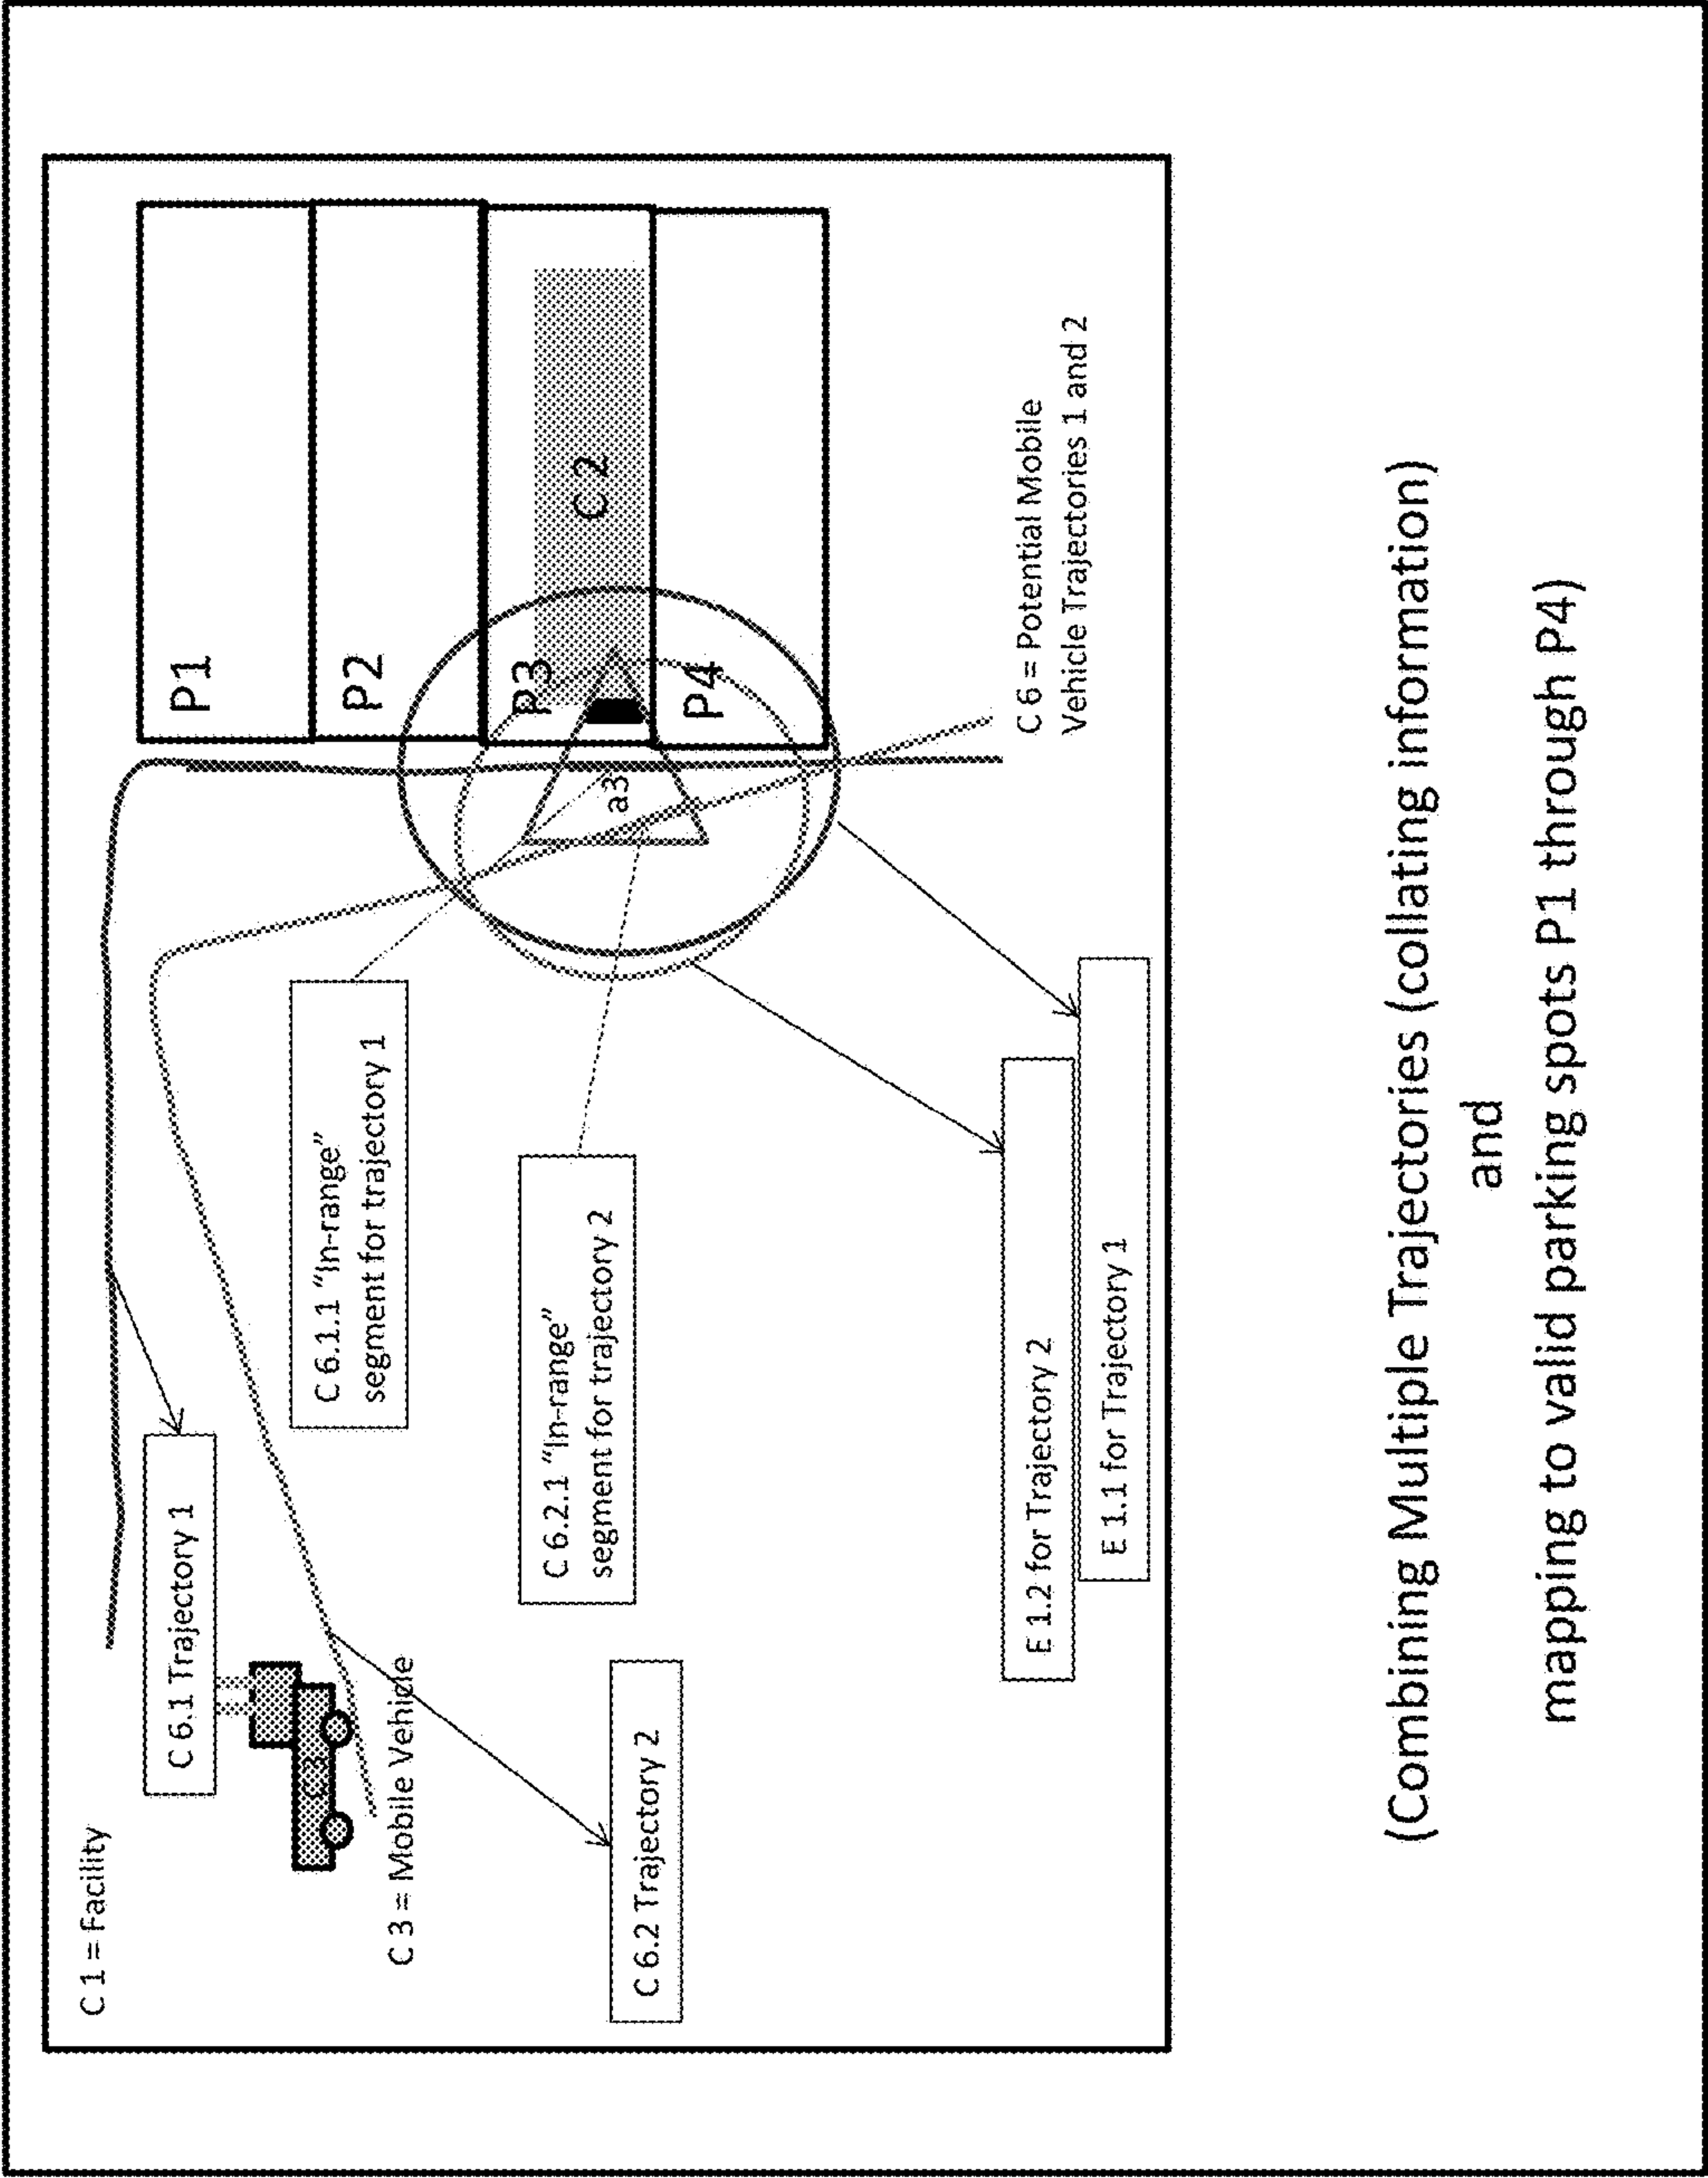 C 1 = Facility
C 6.1 Trajectory 1
C 3 = Mobile Vehicle
C 6.1.1 “In-range”
segment for trajectory 1
C 6.2.1 “In-range”
segment for trajectory 2
C 6.2 Trajectory 2
P1
P2
P3
C 2
a3
P4
C 6 = Potential Mobile
Vehicle Trajectories 1 and 2
E 1.2 for Trajectory 2
E 1.1 for Trajectory 1
(Combining Multiple Trajectories (collating information)
and
mapping to valid parking spots P1 through P4)